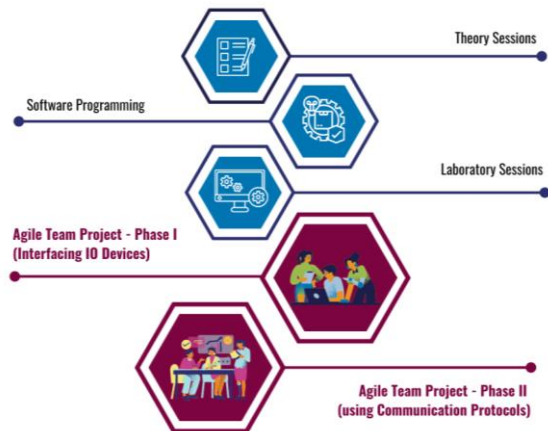 Theory Sessions
Software Programming
Laboratory Sessions
Agile Team Project - Phase I
(Interfacing IO Devices)
Agile Team Project - Phase II
(using Communication Protocols)